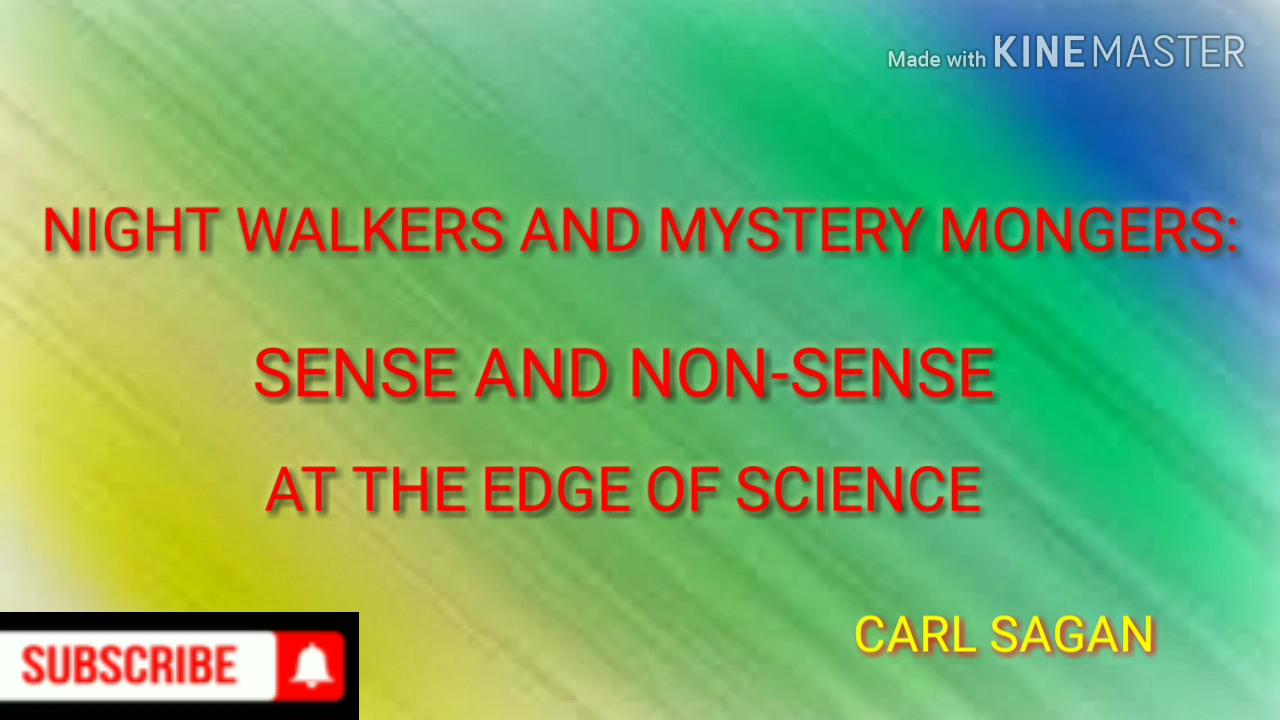 Made with KINEMASTER
NIGHT WALKERS AND MYSTERY MONGERS:
SENSE AND NON-SENSE
AT THE EDGE OF SCIENCE
CARL SAGAN
SUBSCRIBE